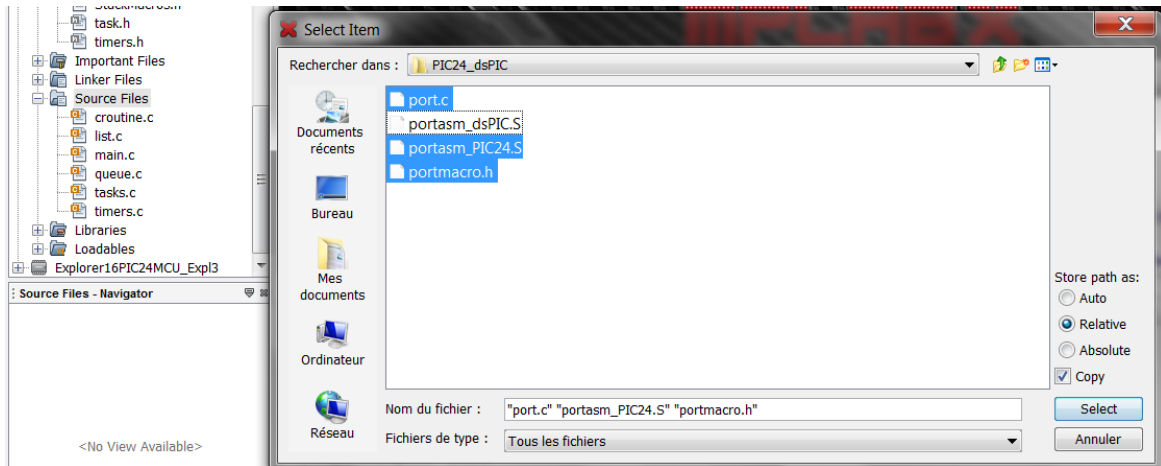 StackMacros.h
task.h
timers.h
Important Files
Linker Files
Source Files
croutine.c
list.c
main.c
queue.c
tasks.c
timers.c
Libraries
Loadables
Explorer16PIC24MCU_Expl3
Source Files - Navigator
<No View Available>
MPLABX
Select Item
X
Rechercher dans :
PIC24_dsPIC
Documents
récents
Bureau
Mes
documents
Ordinateur
Réseau
port.c
portasm_dsPIC.S
portasm_PIC24.S
portmacro.h
Store path as:
Auto
Relative
Absolute
Copy
Nom du fichier :
"port.c" "portasm_PIC24.S" "portmacro.h"
Select
Fichiers de type :
Tous les fichiers
Annuler